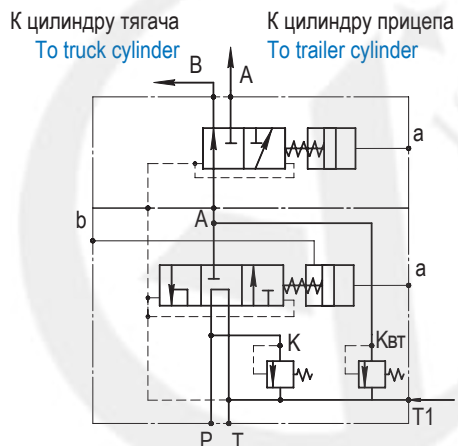 К цилиндру тягача
To truck cylinder
К цилиндру прицепа
To trailer cylinder
B
A
a
b
A
a
K
Kвт
P
T
T1